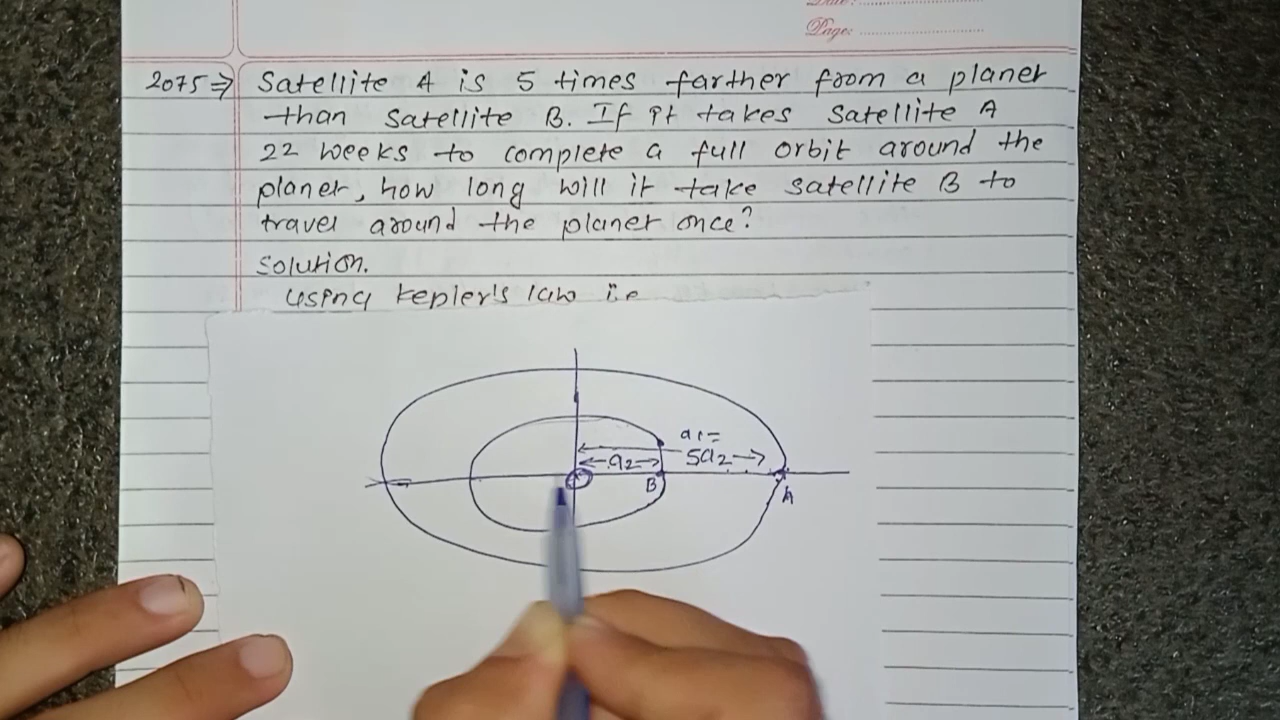 Page: ..............................
2075⇒ Satellite A is 5 times farther from a planet
than satellite B. If it takes satellite A
22 weeks to complete a full orbit around the
planet, how long will it take satellite B to
travel around the planet once?
Solution.
Using Kepler's law i.e
a1=
a2 5a2
B A